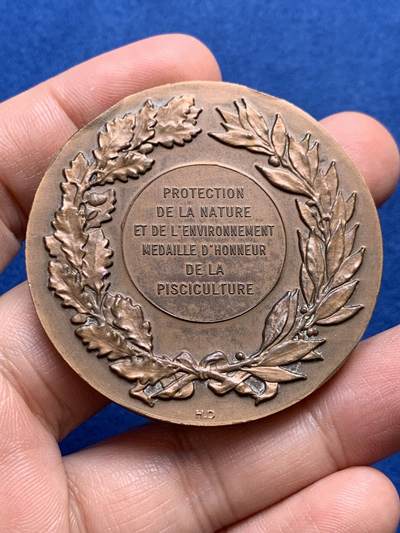 PROTECTION
DE LA NATURE
ET DE L'ENVIRONNEMENT
MEDAILLE D'HONNEUR
DE LA
PISCICULTURE
H.D